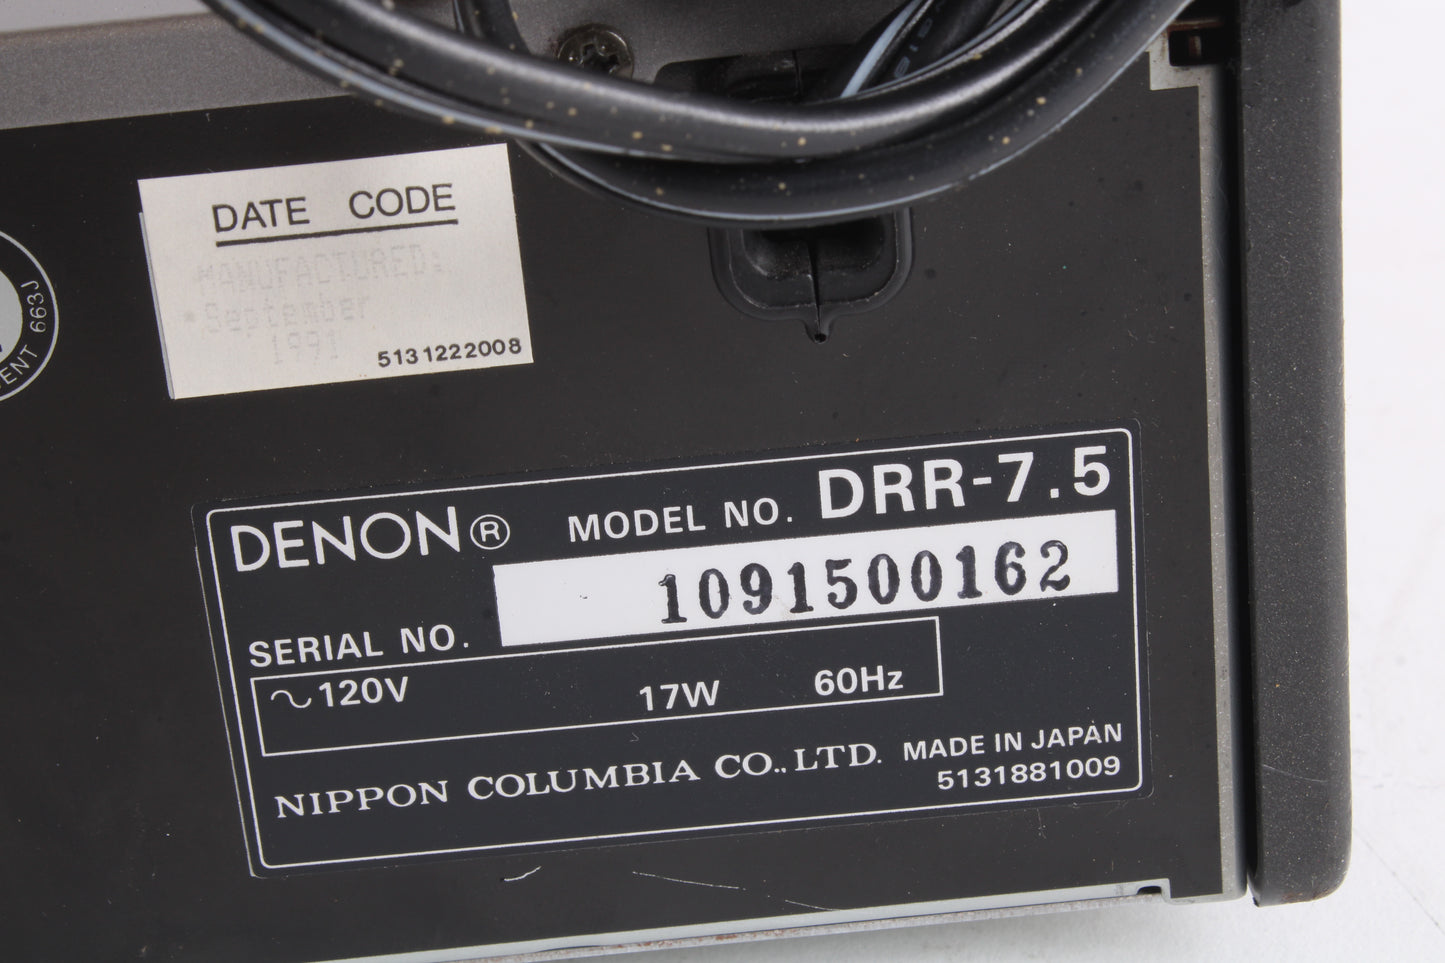 DATE CODE
MANUFACTURED:
*September
1991
5131222008
663J
DENON® MODEL NO. DRR-7.5
SERIAL NO. 1091500162
~120V 17W 60Hz
NIPPON COLUMBIA CO., LTD. MADE IN JAPAN
5131881009